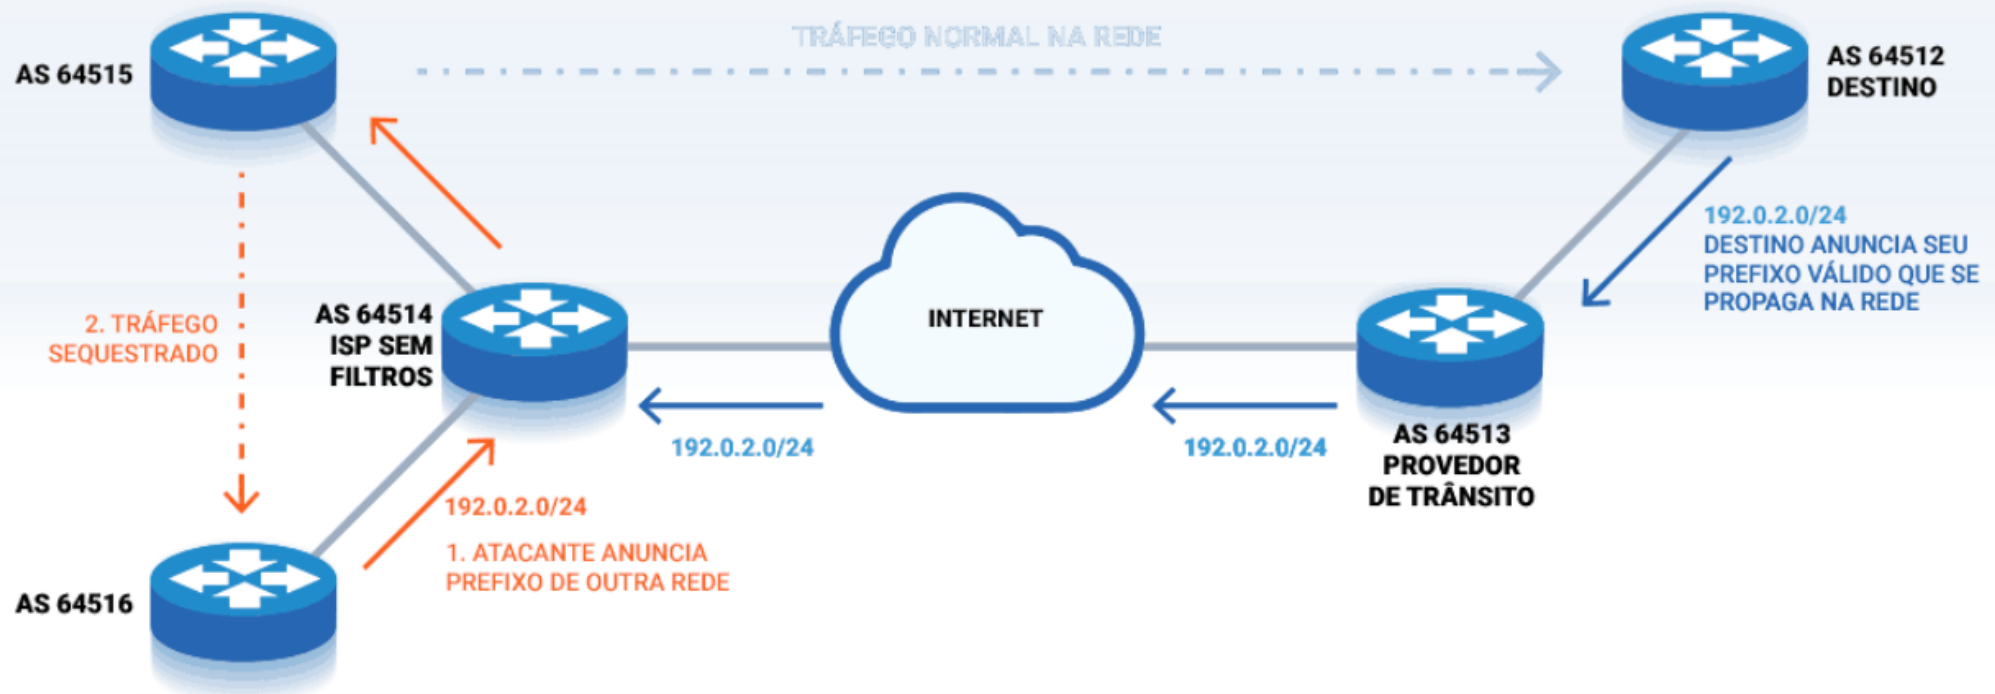 TRÁFEGO NORMAL NA REDE
AS 64515
AS 64512
DESTINO
192.0.2.0/24
DESTINO ANUNCIA SEU
PREFIXO VÁLIDO QUE SE
PROPAGA NA REDE
2. TRÁFEGO
SEQUESTRADO
AS 64514
ISP SEM
FILTROS
INTERNET
192.0.2.0/24
192.0.2.0/24
AS 64513
PROVEDOR
DE TRÂNSITO
192.0.2.0/24
1. ATACANTE ANUNCIA
PREFIXO DE OUTRA REDE
AS 64516